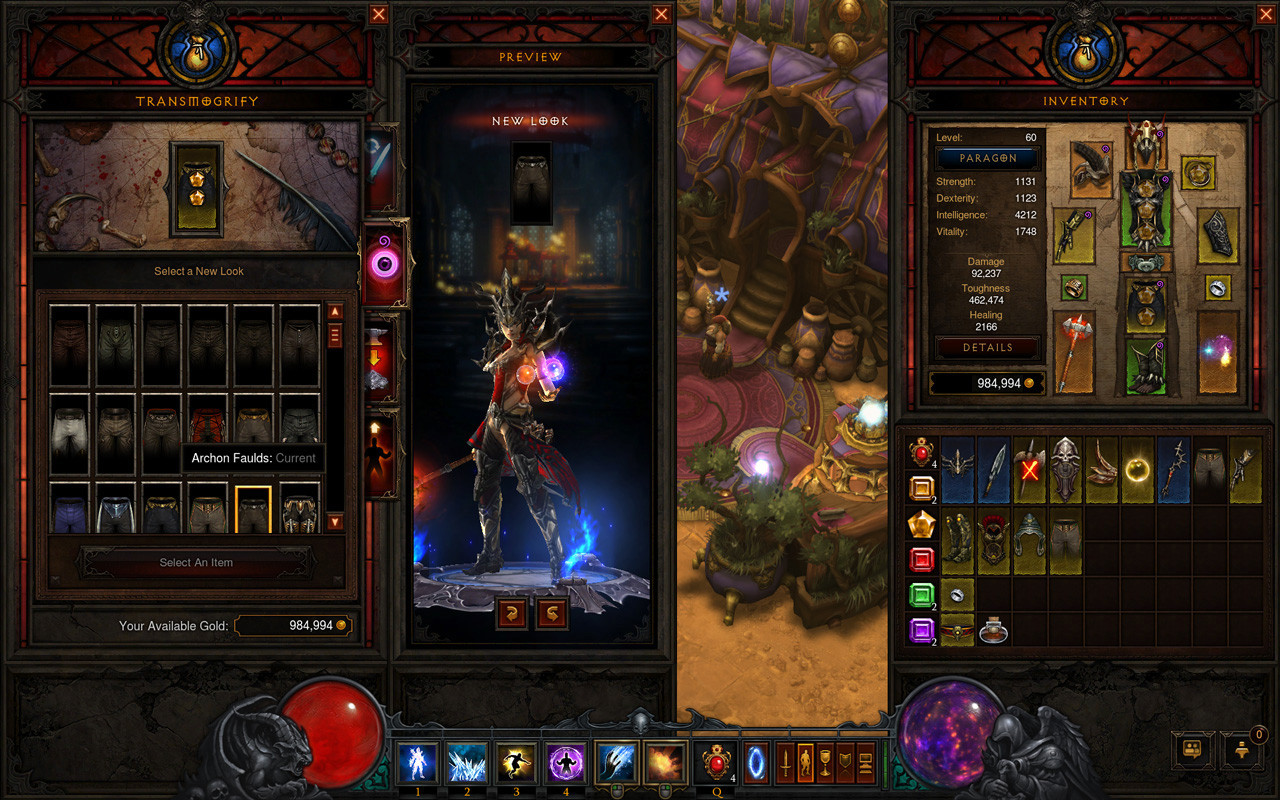 TRANSMOGRIFY
Select a New Look
Archon Faulds: Current
Select An Item
Your Available Gold: 984,994
PREVIEW
NEW LOOK
INVENTORY
Level: 60
PARAGON
Strength: 1131
Dexterity: 1123
Intelligence: 4212
Vitality: 1748
Damage
92,237
Toughness
462,474
Healing
2166
DETAILS
984,994
4
2
2
2
1
2
3
4
Q
4
0